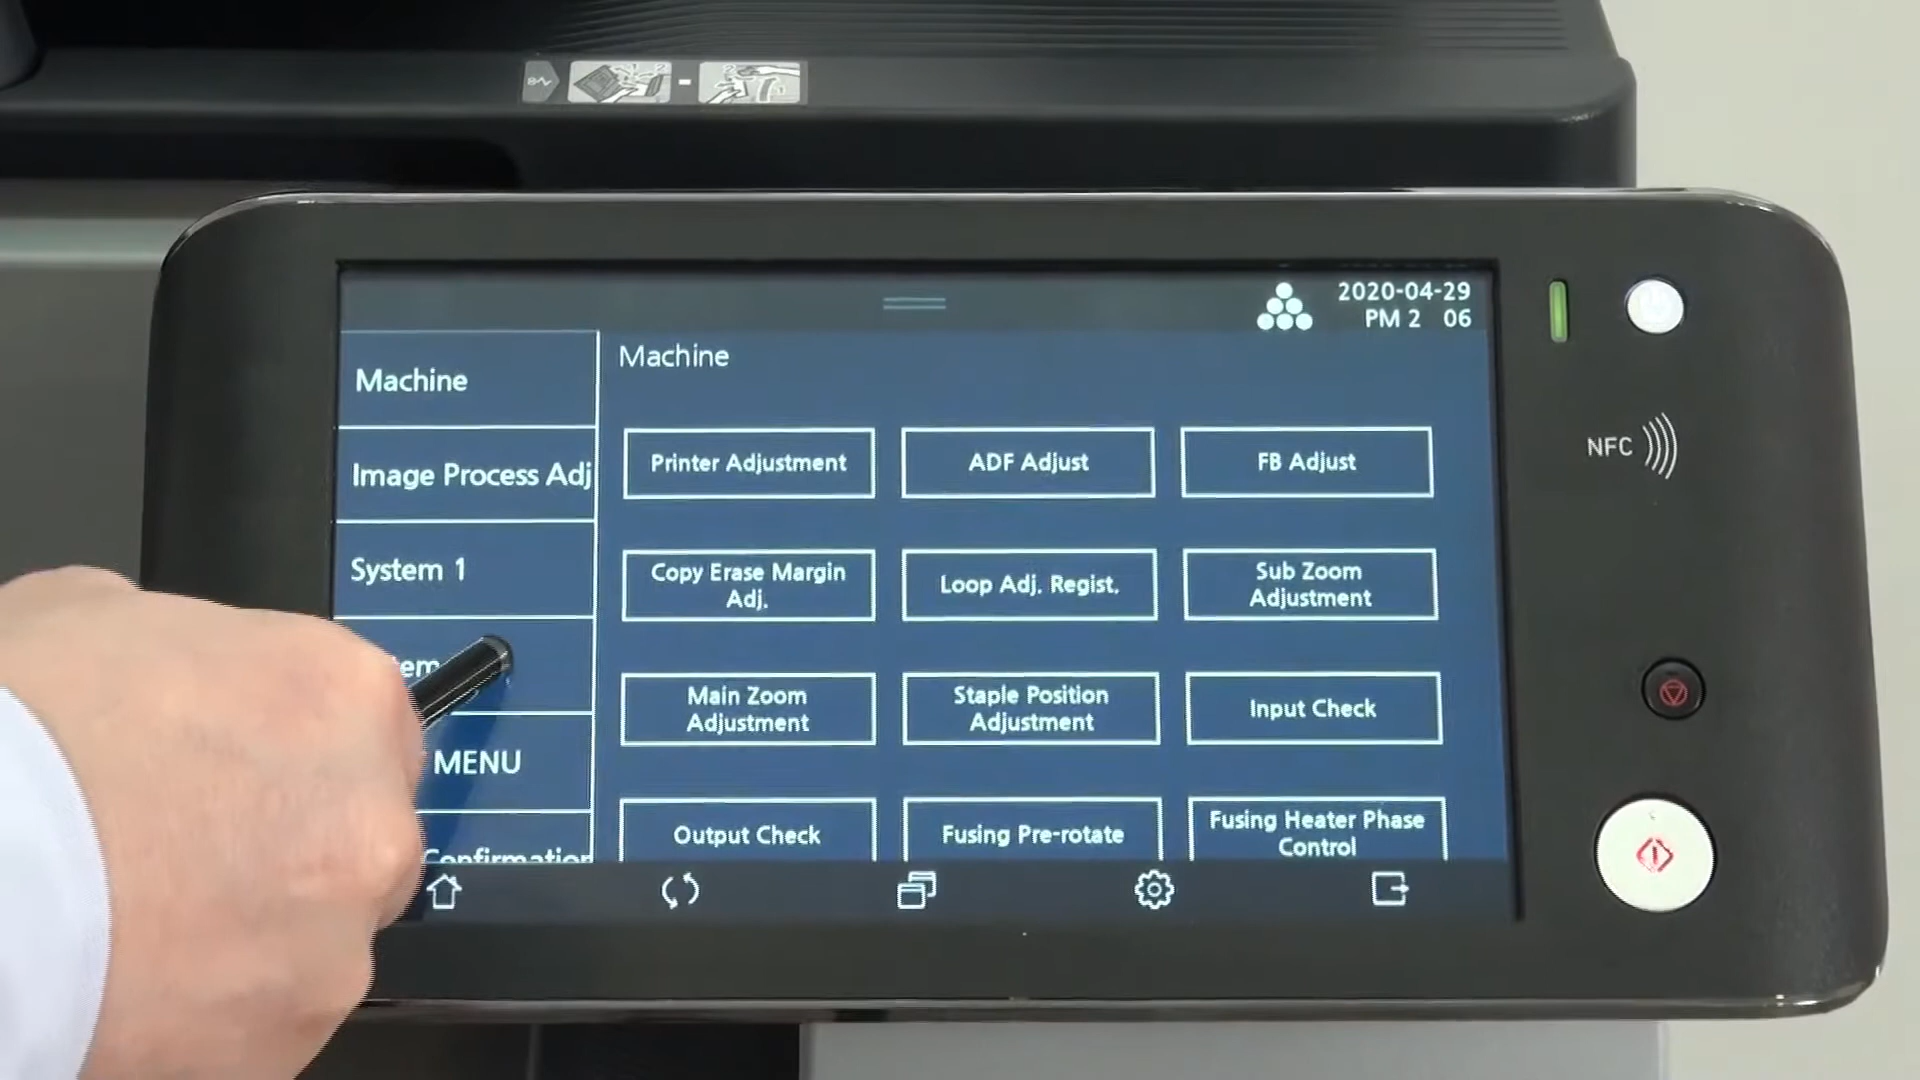 2020-04-29
PM 2 06
Machine
Image Process Adj
System 1
MENU
Machine
Printer Adjustment
ADF Adjust
FB Adjust
Copy Erase Margin
Adj.
Loop Adj. Regist.
Sub Zoom
Adjustment
Main Zoom
Adjustment
Staple Position
Adjustment
Input Check
Output Check
Fusing Pre-rotate
Fusing Heater Phase
Control
NFC